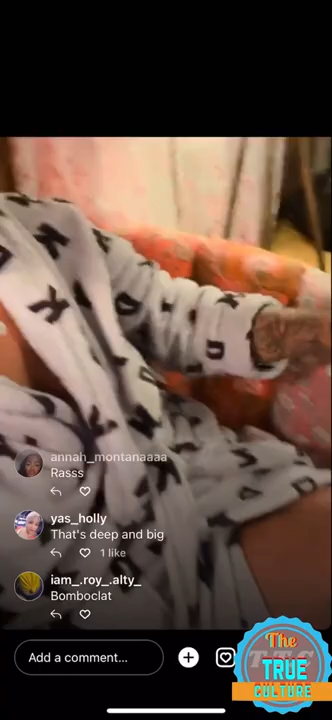 annah_montanaaaa
Rasss
yas_holly
That's deep and big
1 like
iam_.roy_.alty_
Bomboclat
Add a comment...
The
TRUE
CULTURE